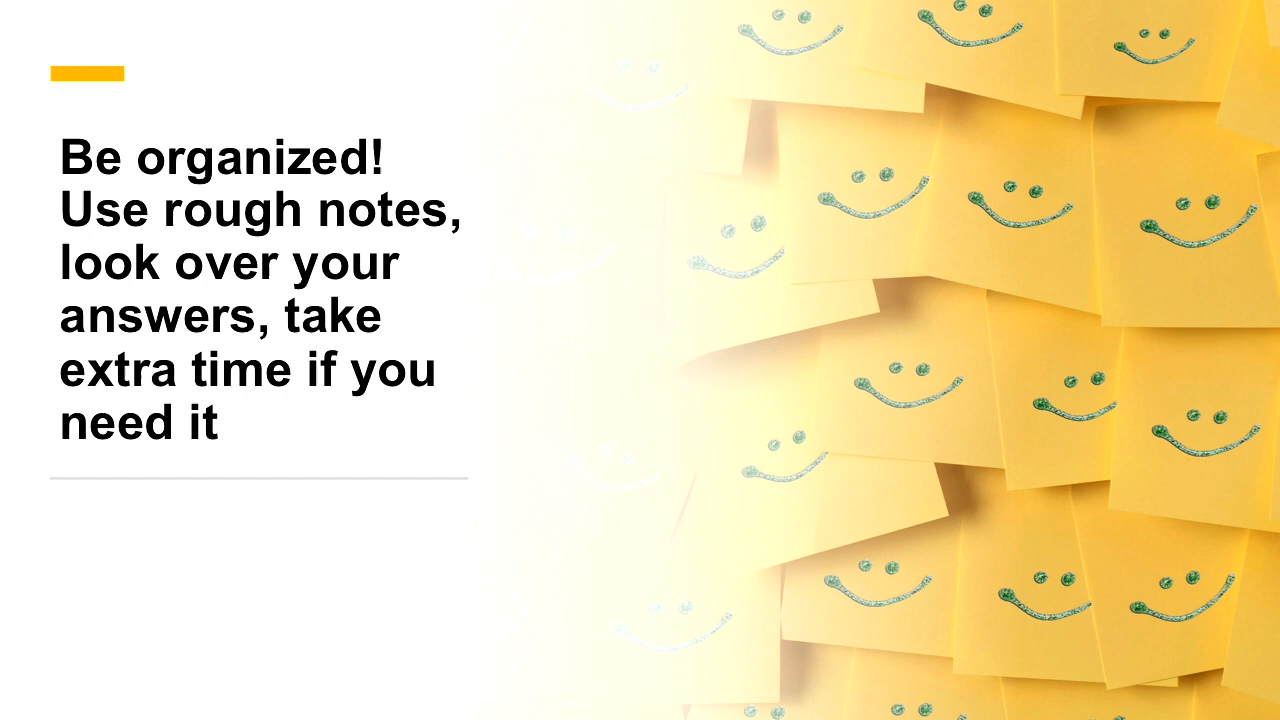 Be organized!
Use rough notes,
look over your
answers, take
extra time if you
need it